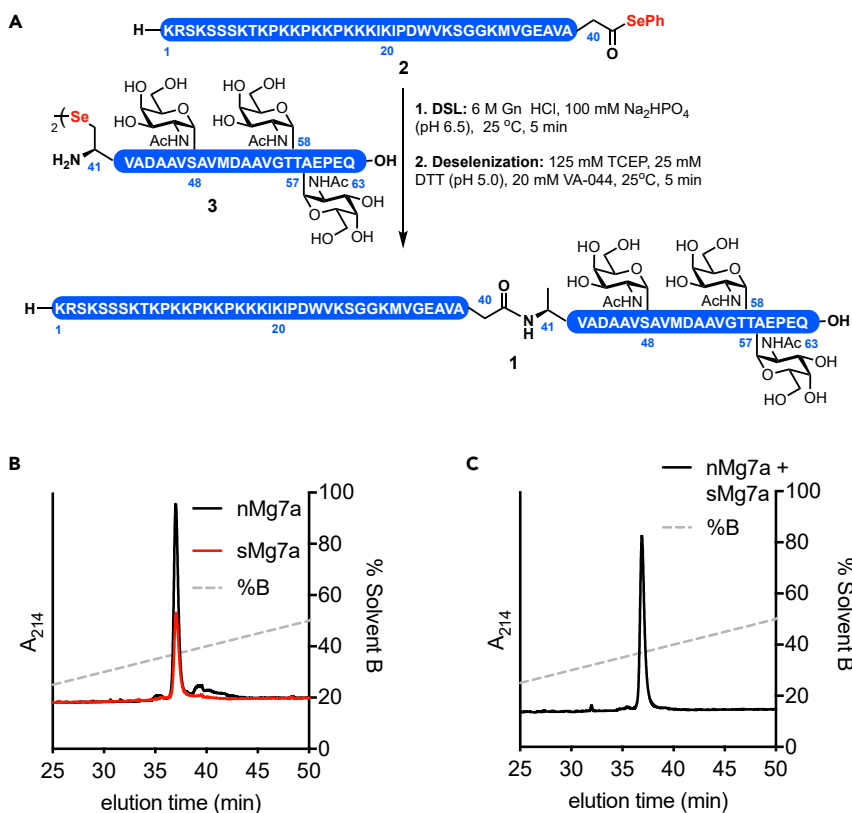 A
H-KRSKSSSKTKPKKPKKPKKKIKIPDWVKSGGKMVGEAVA
SePh
O
1
20
40
2
HO OH
HO
O
AcHN
HO OH
HO
O
AcHN
2
Se
H₂N
41
VADAAVSAVMDAAVGTTAEPEQ-OH
48
58
57
63
3
NHAc
O
OH
HO
OH
1. DSL: 6 M Gn HCl, 100 mM Na₂HPO₄
(pH 6.5), 25 °C, 5 min
2. Deselenization: 125 mM TCEP, 25 mM
DTT (pH 5.0), 20 mM VA-044, 25°C, 5 min
HO OH
HO
O
AcHN
HO OH
HO
O
AcHN
H-KRSKSSSKTKPKKPKKPKKKIKIPDWVKSGGKMVGEAVA
1
20
40
O
N
H
41
VADAAVSAVMDAAVGTTAEPEQ-OH
48
58
57
63
1
NHAc
O
OH
HO
OH
B
nMg7a
sMg7a
%B
A₂₁₄
% Solvent B
100
80
60
40
20
0
25 30 35 40 45 50
elution time (min)
C
nMg7a +
sMg7a
%B
A₂₁₄
% Solvent B
100
80
60
40
20
0
25 30 35 40 45 50
elution time (min)